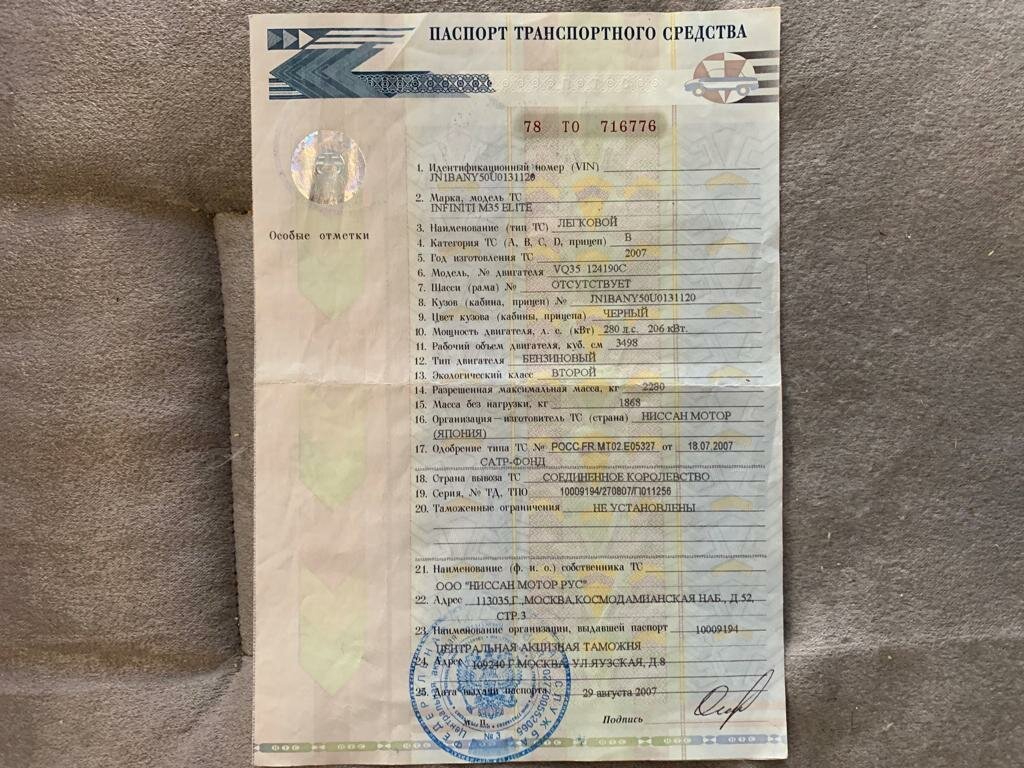 ПАСПОРТ ТРАНСПОРТНОГО СРЕДСТВА
78 ТО 716776
Особые отметки
1. Идентификационный номер (VIN)
JN1BANY50U0131120
2. Марка, модель ТС
INFINITI M35 ELITE
3. Наименование (тип ТС) ЛЕГКОВОЙ
4. Категория ТС (A, B, C, D, прицеп) B
5. Год изготовления ТС 2007
6. Модель, № двигателя VQ35 124190C
7. Шасси (рама) № ОТСУТСТВУЕТ
8. Кузов (кабина, прицеп) № JN1BANY50U0131120
9. Цвет кузова (кабины, прицепа) ЧЕРНЫЙ
10. Мощность двигателя, л. с. (кВт) 280 л.с. 206 кВт.
11. Рабочий объем двигателя, куб. см 3498
12. Тип двигателя БЕНЗИНОВЫЙ
13. Экологический класс ВТОРОЙ
14. Разрешенная максимальная масса, кг 2280
15. Масса без нагрузки, кг 1868
16. Организация—изготовитель ТС (страна) НИССАН МОТОР
(ЯПОНИЯ)
17. Одобрение типа ТС № РОСС.FR.MT02.E05327 от 18.07.2007
САТР-ФОНД
18. Страна вывоза ТС СОЕДИНЕННОЕ КОРОЛЕВСТВО
19. Серия, № ТД, ТПО 10009194/270807/П011256
20. Таможенные ограничения НЕ УСТАНОВЛЕНЫ
21. Наименование (ф. и. о.) собственника ТС
ООО "НИССАН МОТОР РУС"
22. Адрес 113035,Г.,МОСКВА,КОСМОДАМИАНСКАЯ НАБ., Д 52,
СТР.3
23. Наименование организации, выдавшей паспорт 10009194
ЦЕНТРАЛЬНАЯ АКЦИЗНАЯ ТАМОЖНЯ
24. Адрес 109240 Г.МОСКВА, УЛ.ЯУЗСКАЯ, Д.8
25. Дата выдачи паспорта 29 августа 2007
М. П.
Подпись
№ 3